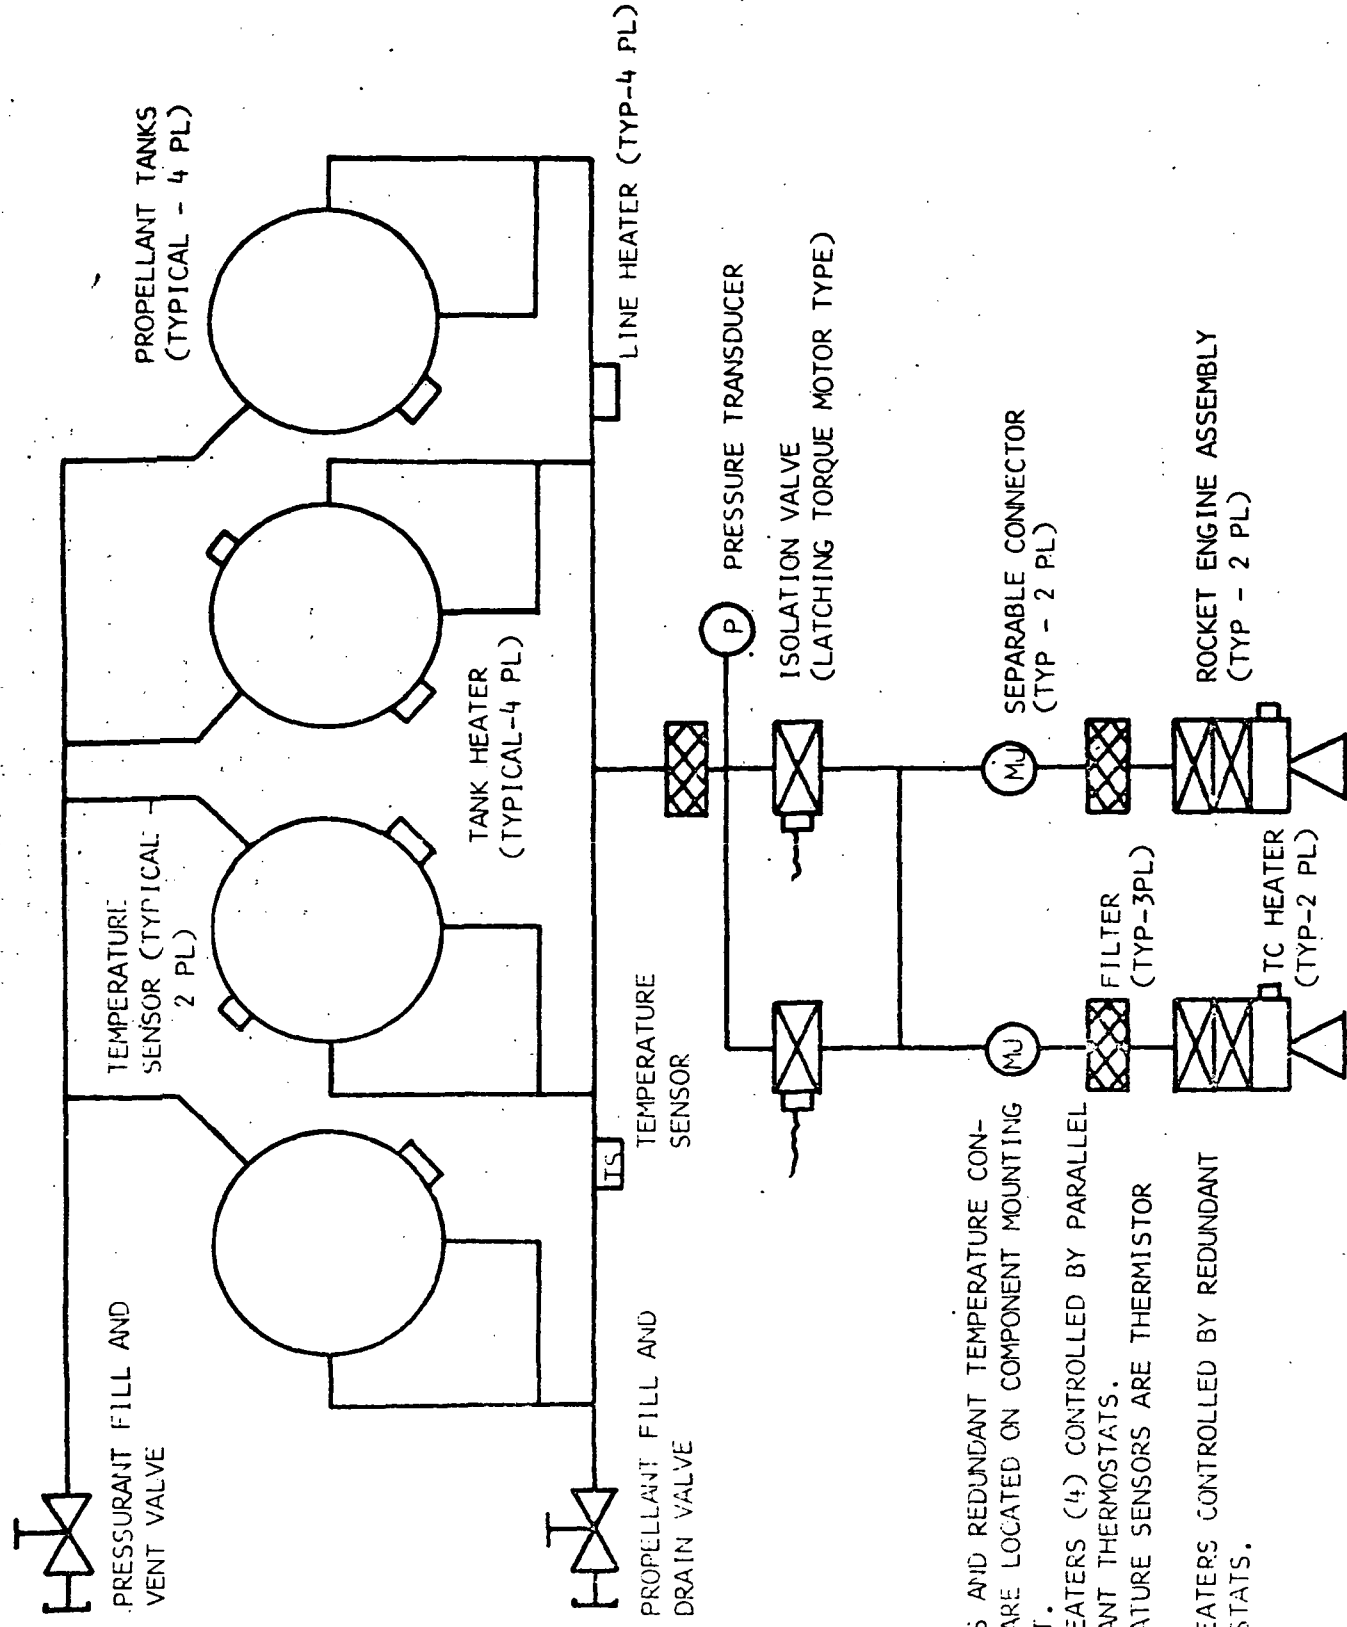 PRESSURANT FILL AND
VENT VALVE
TEMPERATURE
SENSOR (TYPICAL -
2 PL)
PROPELLANT TANKS
(TYPICAL - 4 PL)
TANK HEATER
(TYPICAL-4 PL)
LINE HEATER (TYP-4 PL)
PROPELLANT FILL AND
DRAIN VALVE
TS
TEMPERATURE
SENSOR
P
PRESSURE TRANSDUCER
ISOLATION VALVE
(LATCHING TORQUE MOTOR TYPE)
MJ
MJ
SEPARABLE CONNECTOR
(TYP - 2 PL)
FILTER
(TYP-3PL)
ROCKET ENGINE ASSEMBLY
(TYP - 2 PL)
TC HEATER
(TYP-2 PL)
AND REDUNDANT TEMPERATURE CON-
ARE LOCATED ON COMPONENT MOUNTING
T.
EATERS (4) CONTROLLED BY PARALLEL
ANT THERMOSTATS.
ATURE SENSORS ARE THERMISTOR
EATERS CONTROLLED BY REDUNDANT
STATS.